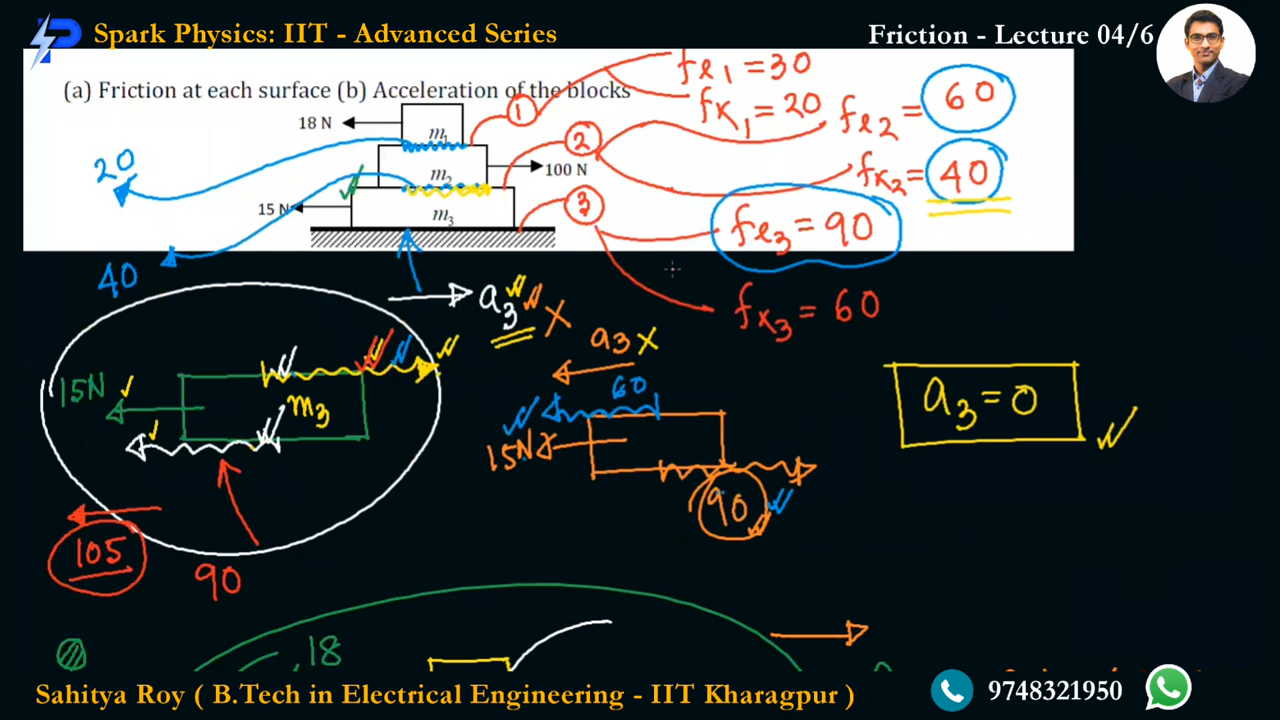 Spark Physics: IIT - Advanced Series
Friction - Lecture 04/6
(a) Friction at each surface (b) Acceleration of the blocks
fℓ1 = 30
fK1 = 20
fℓ2 = 60
fK2 = 40
fℓ3 = 90
fK3 = 60
18 N
m1
1
20
m2
2
100 N
15 N
m3
3
40
a3 X
15N
m3
105
90
a3 X
60
15N
90
a3 = 0
18
Sahitya Roy ( B.Tech in Electrical Engineering - IIT Kharagpur )
9748321950